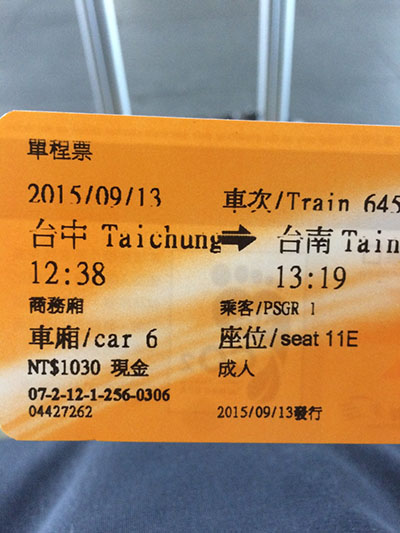 單程票
2015/09/13 車次/Train 645
台中 Taichung → 台南 Tain
12:38 13:19
商務廂 乘客/PSGR 1
車廂/car 6 座位/seat 11E
NT$1030 現金 成人
07-2-12-1-256-0306
04427262 2015/09/13發行